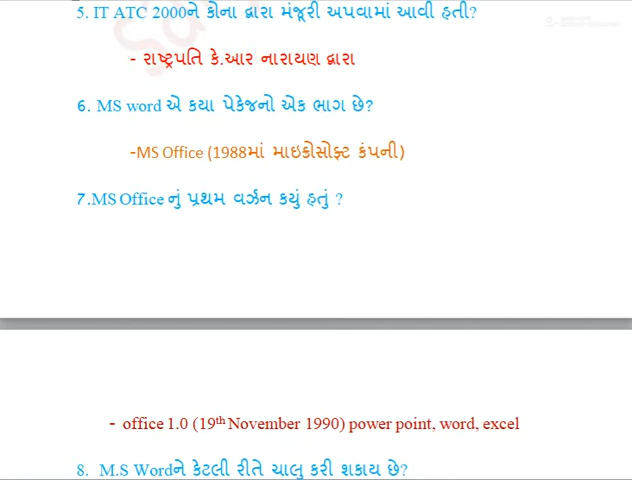 5. IT ATC 2000ને કોના દ્વારા મંજૂરી અપવામાં આવી હતી?
- રાષ્ટ્રપતિ કે.આર નારાયણ દ્વારા
6. MS word એ કયા પેકેજનો એક ભાગ છે?
-MS Office (1988માં માઇક્રોસોફ્ટ કંપની)
7.MS Office નું પ્રથમ વર્ઝન કયું હતું ?
- office 1.0 (19th November 1990) power point, word, excel
8. M.S Wordને કેટલી રીતે ચાલુ કરી શકાય છે?